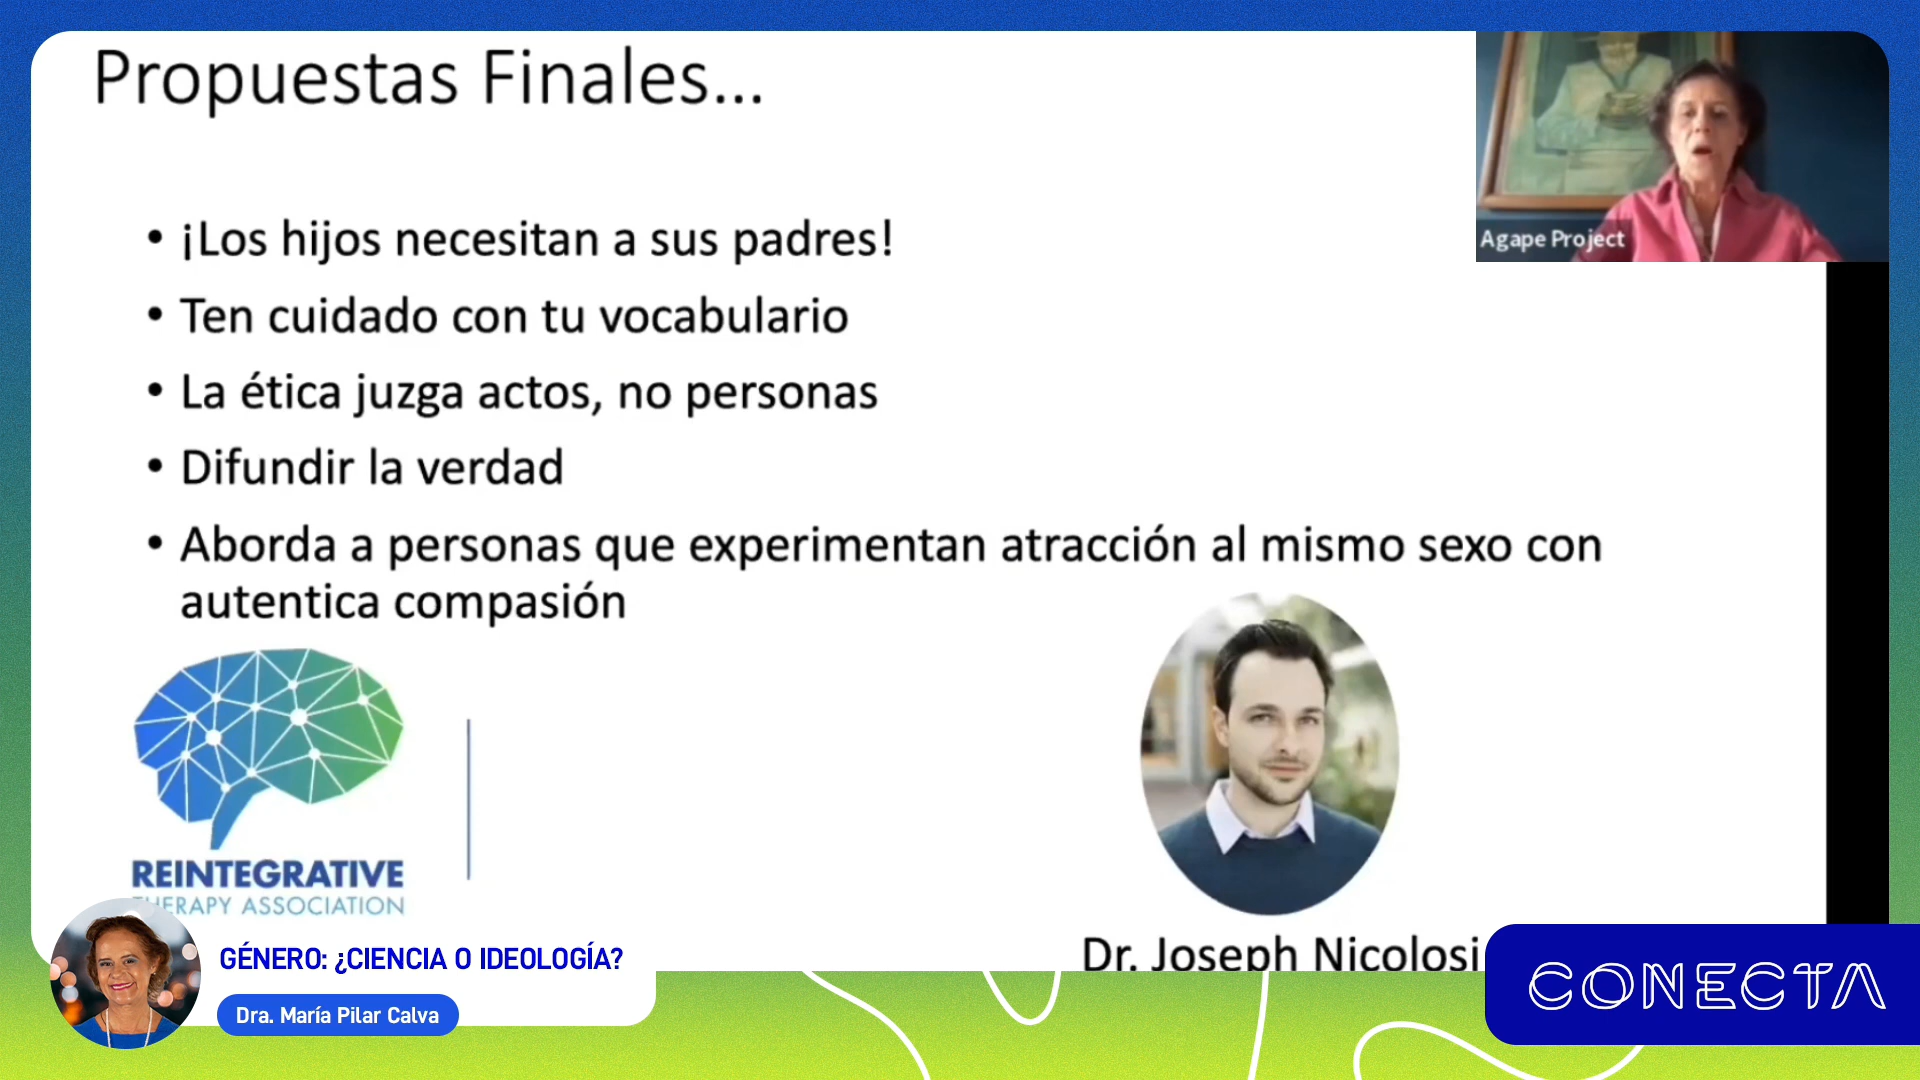 Propuestas Finales...
Agape Project
• ¡Los hijos necesitan a sus padres!
• Ten cuidado con tu vocabulario
• La ética juzga actos, no personas
• Difundir la verdad
• Aborda a personas que experimentan atracción al mismo sexo con
autentica compasión
REINTEGRATIVE
THERAPY ASSOCIATION
Dr. Joseph Nicolosi
GÉNERO: ¿CIENCIA O IDEOLOGÍA?
Dra. María Pilar Calva
CONECTA